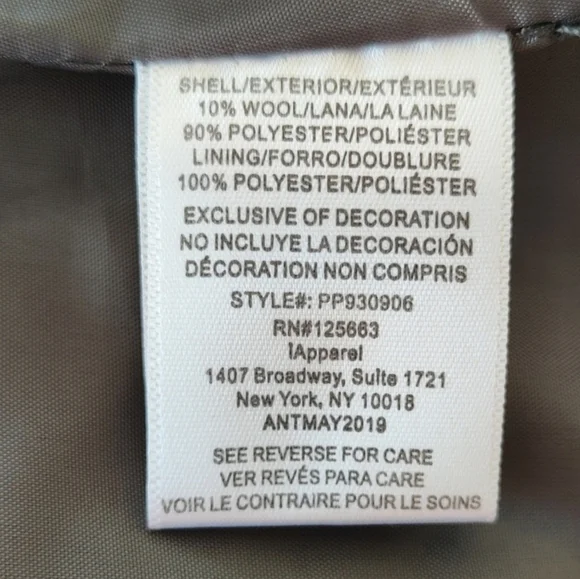 SHELL/EXTERIOR/EXTÉRIEUR
10% WOOL/LANA/LA LAINE
90% POLYESTER/POLIÉSTER
LINING/FORRO/DOUBLURE
100% POLYESTER/POLIÉSTER
EXCLUSIVE OF DECORATION
NO INCLUYE LA DECORACIÓN
DÉCORATION NON COMPRIS
STYLE#: PP930906
RN#125663
IApparel
1407 Broadway, Suite 1721
New York, NY 10018
ANTMAY2019
SEE REVERSE FOR CARE
VER REVÉS PARA CARE
VOIR LE CONTRAIRE POUR LE SOINS